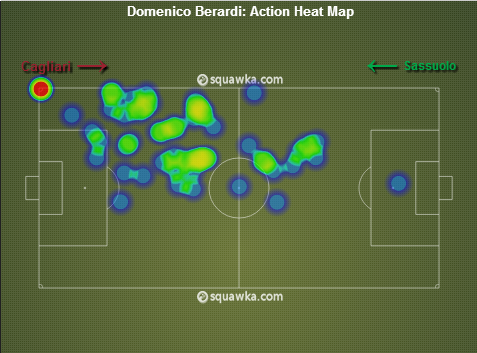 Domenico Berardi: Action Heat Map
Cagliari
Sassuolo
squawka.com
squawka.com